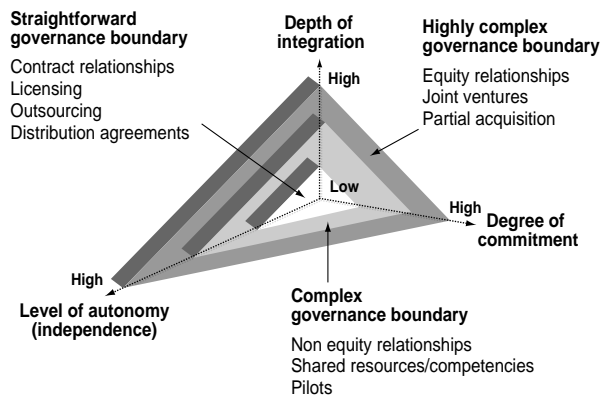 Straightforward
governance boundary
Contract relationships
Licensing
Outsourcing
Distribution agreements
Depth of
integration
High
Highly complex
governance boundary
Equity relationships
Joint ventures
Partial acquisition
Low
High
Degree of
commitment
High
Level of autonomy
(independence)
Complex
governance boundary
Non equity relationships
Shared resources/competencies
Pilots